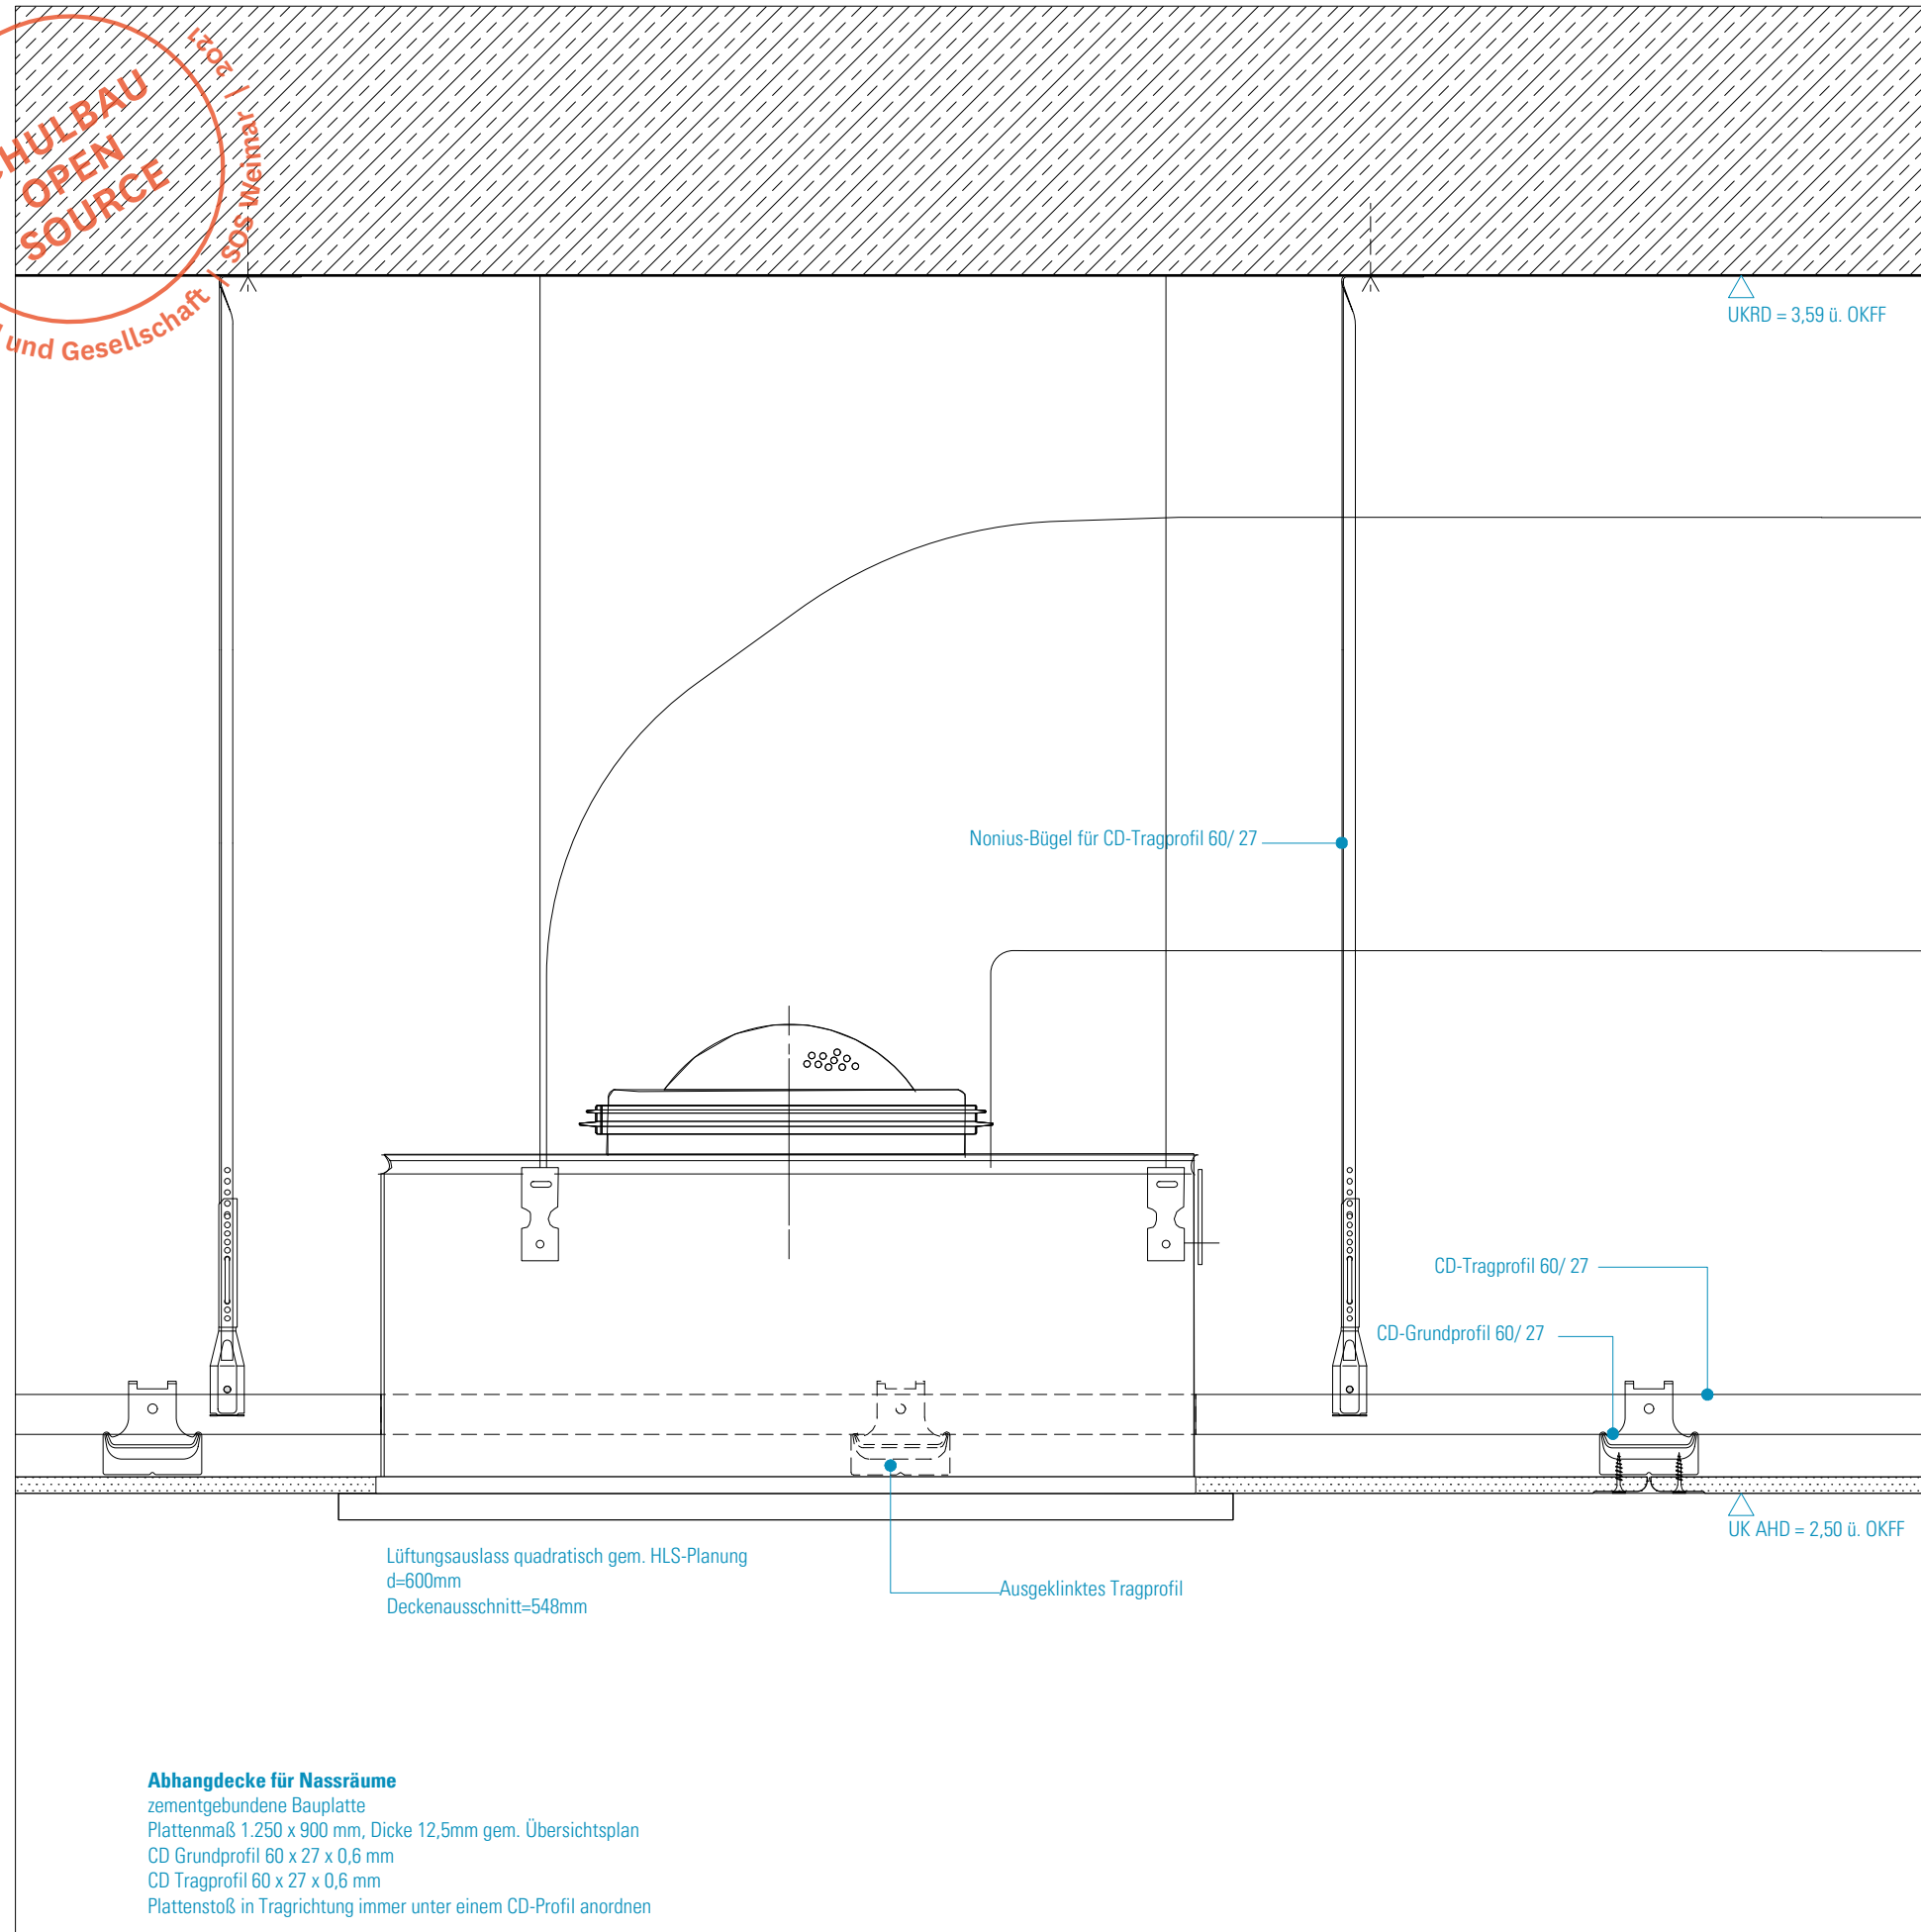 2021 |
OPEN
SOURCE
SOS Weimar |
und Gesellschaft |
UKRD = 3,59 ü. OKFF
Nonius-Bügel für CD-Tragprofil 60/ 27
CD-Tragprofil 60/ 27
CD-Grundprofil 60/ 27
UK AHD = 2,50 ü. OKFF
Lüftungsauslass quadratisch gem. HLS-Planung
d=600mm
Deckenausschnitt=548mm
Ausgeklinktes Tragprofil
Abhangdecke für Nassräume
zementgebundene Bauplatte
Plattenmaß 1.250 x 900 mm, Dicke 12,5mm gem. Übersichtsplan
CD Grundprofil 60 x 27 x 0,6 mm
CD Tragprofil 60 x 27 x 0,6 mm
Plattenstoß in Tragrichtung immer unter einem CD-Profil anordnen